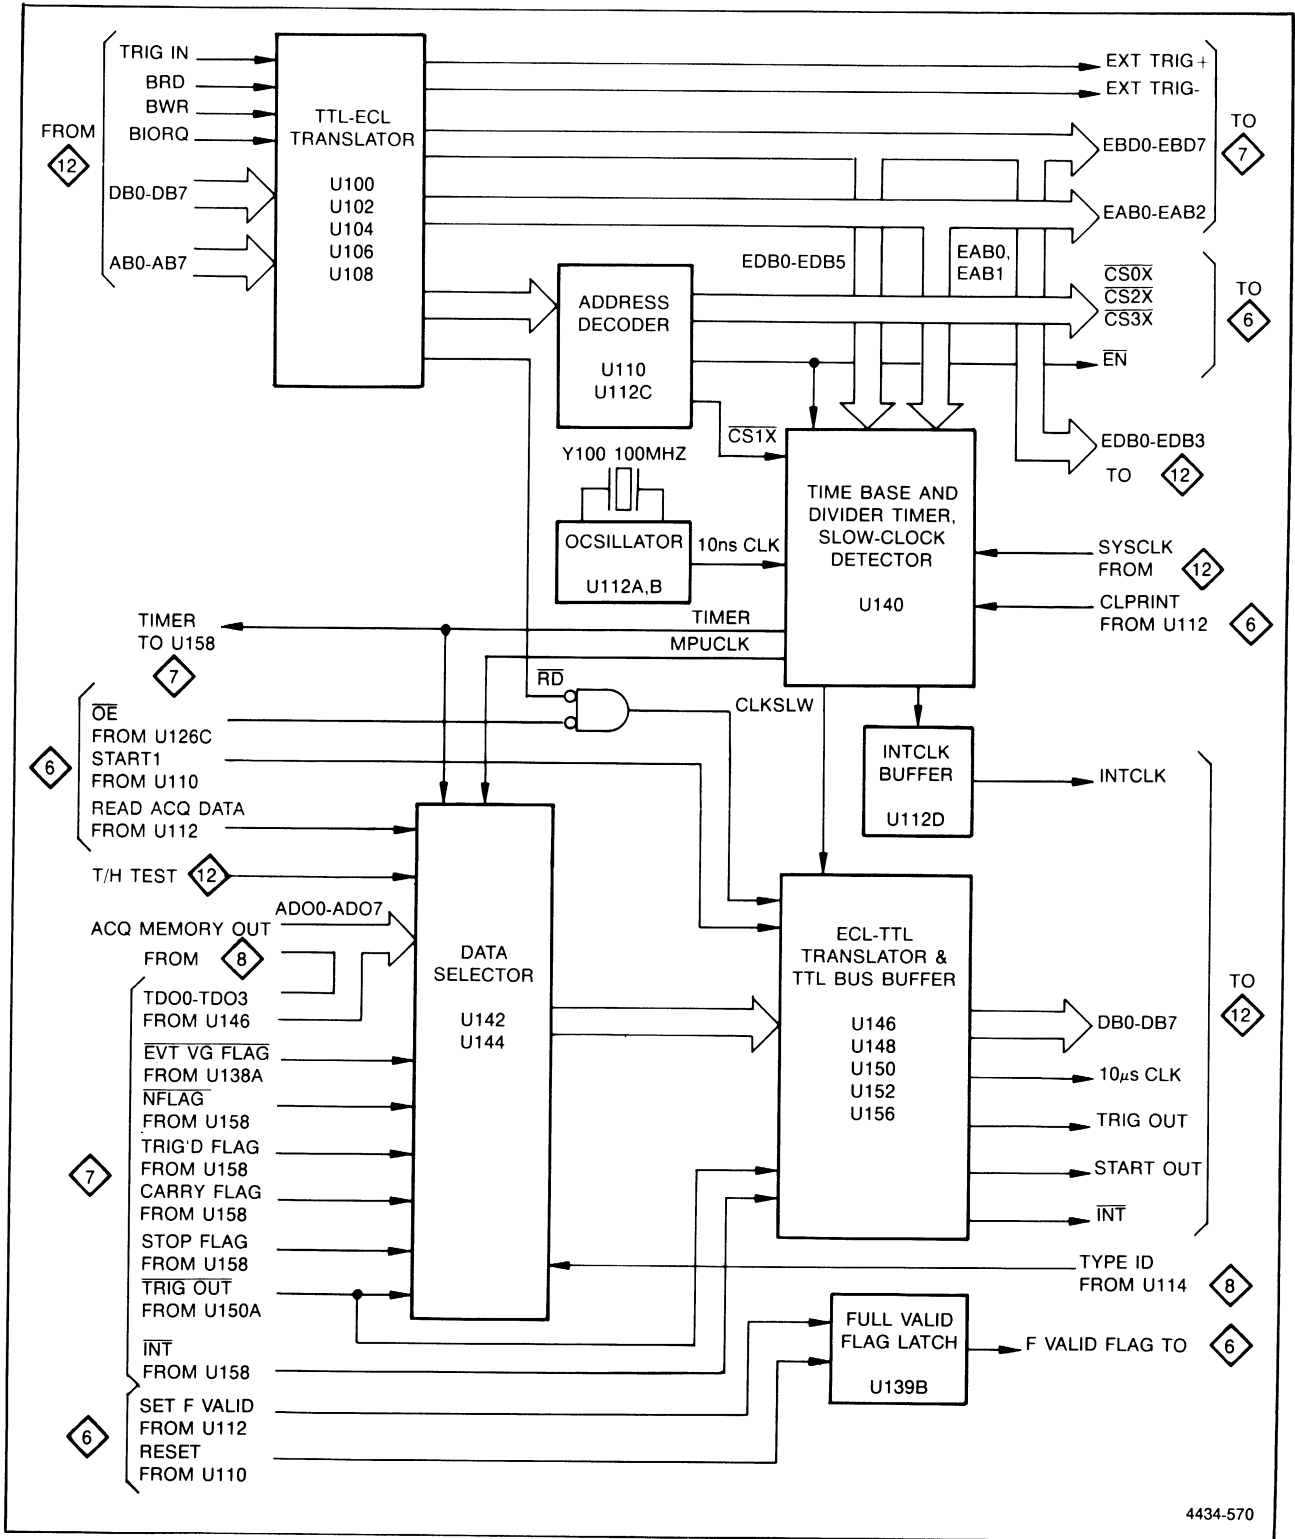 TRIG IN
BRD
BWR
BIORQ
FROM
12
DB0-DB7
AB0-AB7
TTL-ECL
TRANSLATOR
U100
U102
U104
U106
U108
EXT TRIG+
EXT TRIG-
EBD0-EBD7
EAB0-EAB2
TO
7
EDB0-EDB5
EAB0,
EAB1
CS0X
CS2X
CS3X
EN
TO
6
ADDRESS
DECODER
U110
U112C
CS1X
EDB0-EDB3
TO 12
Y100 100MHZ
OCSILLATOR
U112A,B
10ns CLK
TIME BASE AND
DIVIDER TIMER,
SLOW-CLOCK
DETECTOR
U140
SYSCLK
FROM 12
CLPRINT
FROM U112 6
TIMER
TO U158
7
TIMER
MPUCLK
RD
CLKSLW
6
OE
FROM U126C
START1
FROM U110
READ ACQ DATA
FROM U112
INTCLK
BUFFER
U112D
INTCLK
T/H TEST 12
ADO0-ADO7
ACQ MEMORY OUT
FROM 8
TDO0-TDO3
FROM U146
DATA
SELECTOR
U142
U144
ECL-TTL
TRANSLATOR &
TTL BUS BUFFER
U146
U148
U150
U152
U156
TO
12
DB0-DB7
10µs CLK
TRIG OUT
START OUT
INT
7
EVT VG FLAG
FROM U138A
NFLAG
FROM U158
TRIG'D FLAG
FROM U158
CARRY FLAG
FROM U158
STOP FLAG
FROM U158
TRIG OUT
FROM U150A
INT
FROM U158
TYPE ID
FROM U114 8
FULL VALID
FLAG LATCH
U139B
F VALID FLAG TO 6
6
SET F VALID
FROM U112
RESET
FROM U110
4434-570